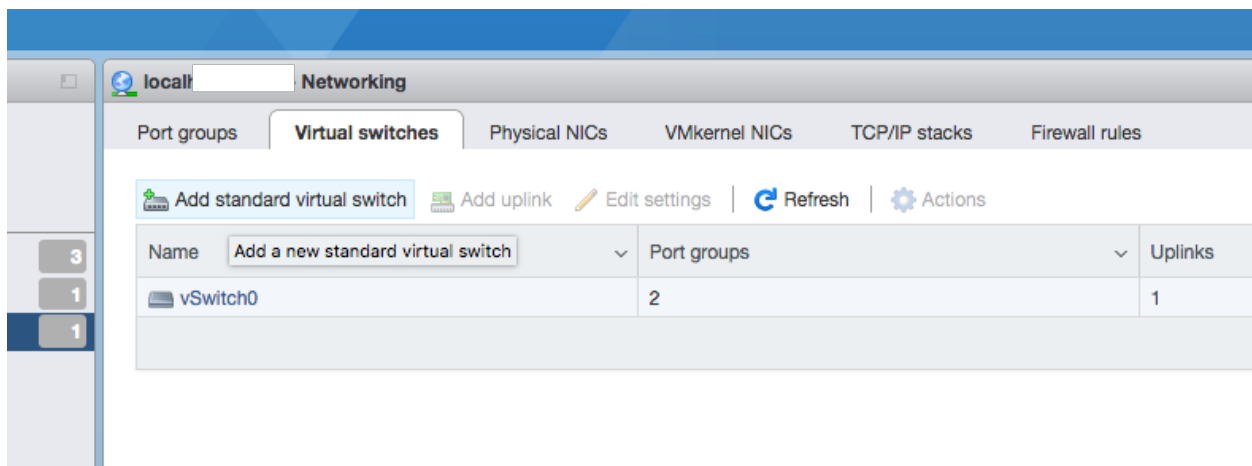 localh Networking
Port groups Virtual switches Physical NICs VMkernel NICs TCP/IP stacks Firewall rules
Add standard virtual switch Add uplink Edit settings Refresh Actions
Name Add a new standard virtual switch Port groups Uplinks
3
vSwitch0 2 1
1
1